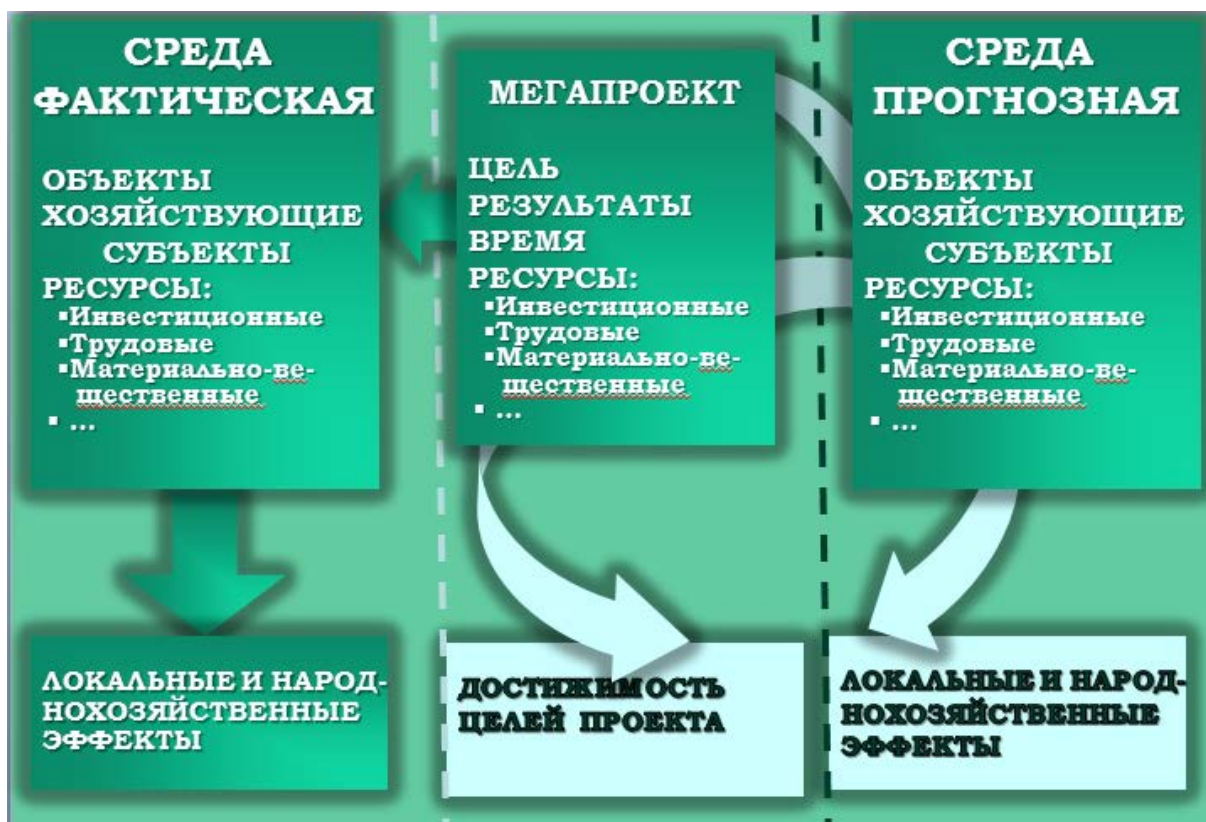 СРЕДА
ФАКТИЧЕСКАЯ
ОБЪЕКТЫ
ХОЗЯЙСТВУЮЩИЕ
СУБЪЕКТЫ
РЕСУРСЫ:
▪Инвестиционные
▪Трудовые
▪Материально-ве-
щественные
▪ ...
ЛОКАЛЬНЫЕ И НАРОД-
НОХОЗЯЙСТВЕННЫЕ
ЭФФЕКТЫ
МЕГАПРОЕКТ
ЦЕЛЬ
РЕЗУЛЬТАТЫ
ВРЕМЯ
РЕСУРСЫ:
▪Инвестиционные
▪Трудовые
▪Материально-ве-
щественные
▪ ...
ДОСТИЖИМОСТЬ
ЦЕЛЕЙ ПРОЕКТА
СРЕДА
ПРОГНОЗНАЯ
ОБЪЕКТЫ
ХОЗЯЙСТВУЮЩИЕ
СУБЪЕКТЫ
РЕСУРСЫ:
▪Инвестиционные
▪Трудовые
▪Материально-ве-
щественные
▪ ...
ЛОКАЛЬНЫЕ И НАРОД-
НОХОЗЯЙСТВЕННЫЕ
ЭФФЕКТЫ